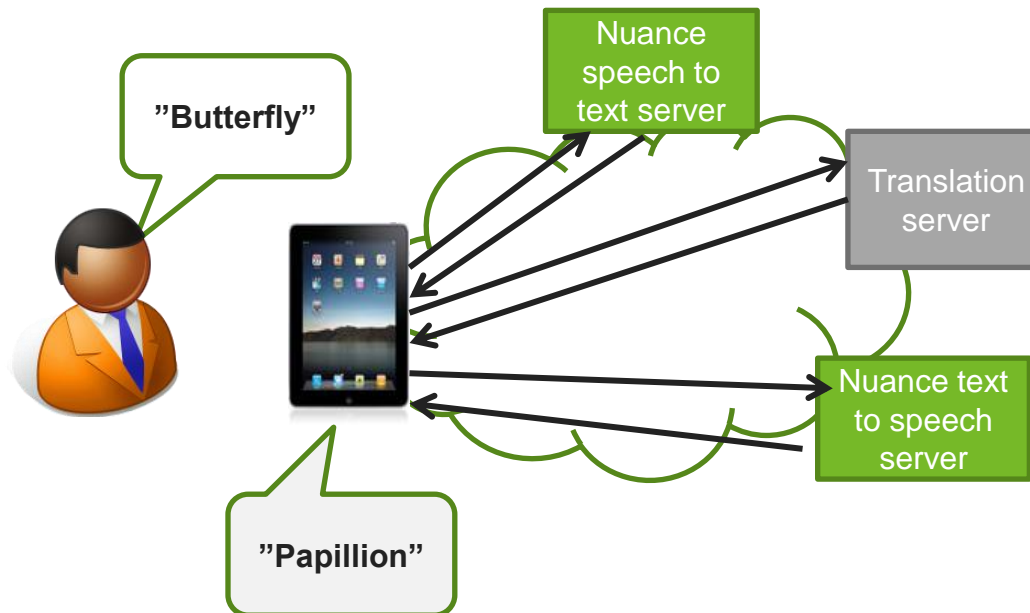 Nuance
speech to
text server
”Butterfly”
Translation
server
Nuance text
to speech
server
”Papillion”